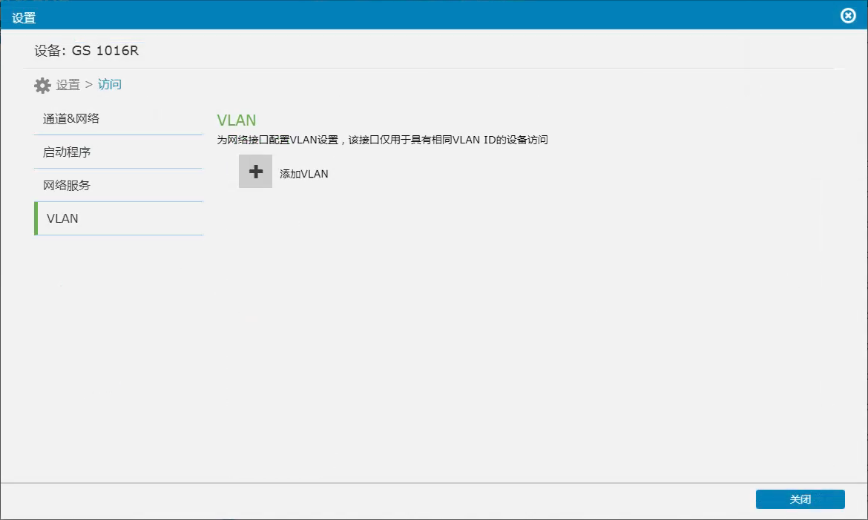 设置
设备: GS 1016R
设置 > 访问
通道&网络
启动程序
网络服务
VLAN
VLAN
为网络接口配置VLAN设置，该接口仅用于具有相同VLAN ID的设备访问
添加VLAN
关闭